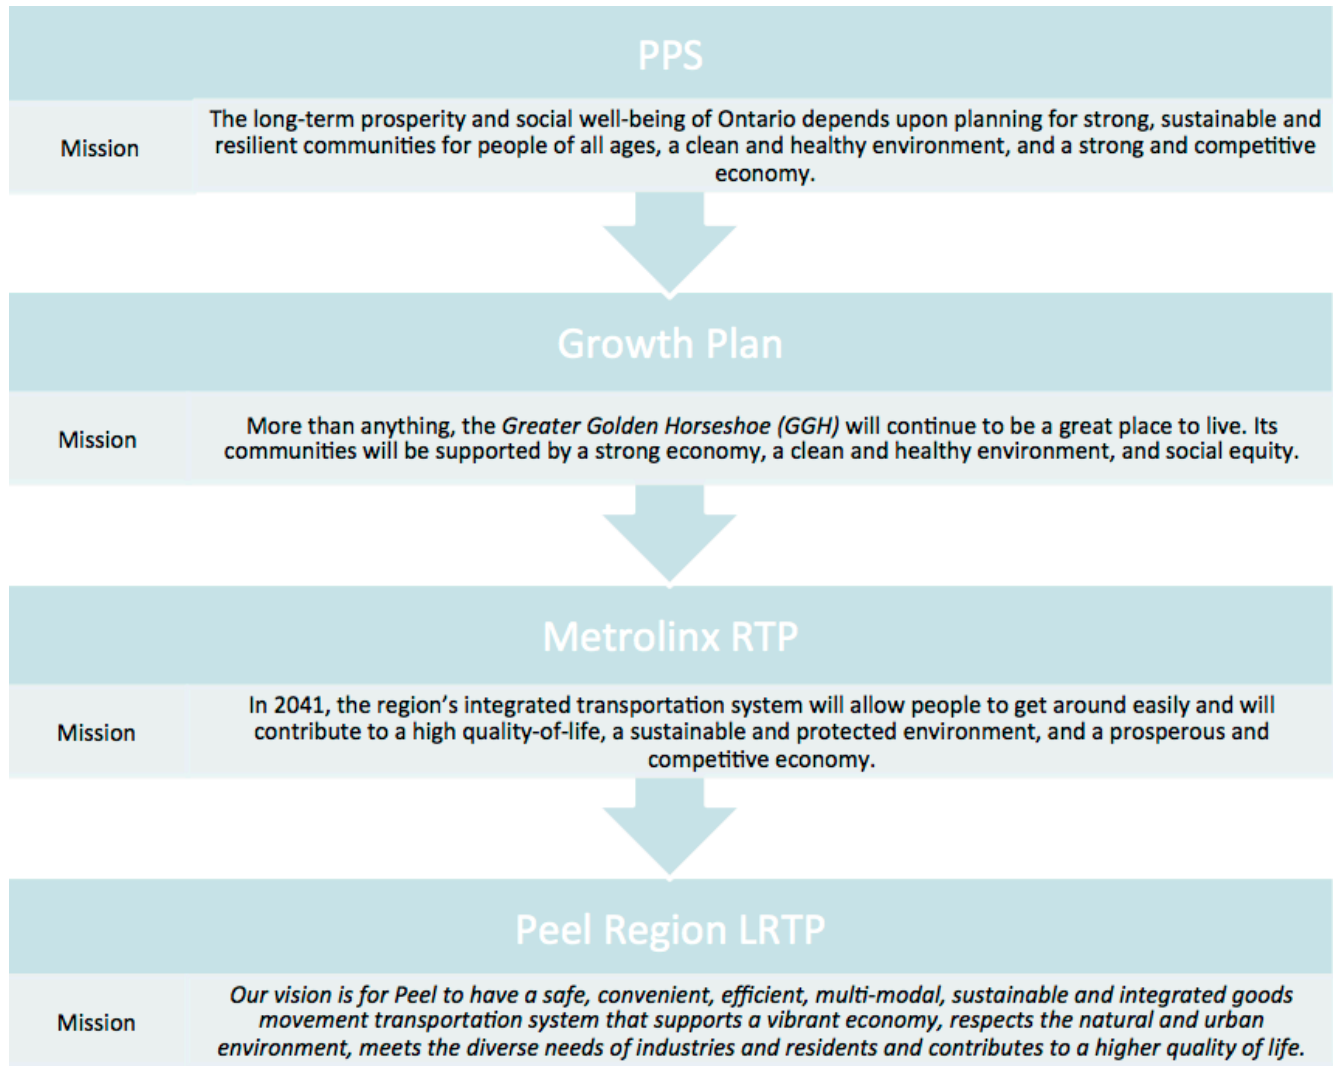 PPS
Mission
The long-term prosperity and social well-being of Ontario depends upon planning for strong, sustainable and
resilient communities for people of all ages, a clean and healthy environment, and a strong and competitive
economy.
Growth Plan
Mission
More than anything, the Greater Golden Horseshoe (GGH) will continue to be a great place to live. Its
communities will be supported by a strong economy, a clean and healthy environment, and social equity.
Metrolinx RTP
Mission
In 2041, the region’s integrated transportation system will allow people to get around easily and will
contribute to a high quality-of-life, a sustainable and protected environment, and a prosperous and
competitive economy.
Peel Region LRTP
Mission
Our vision is for Peel to have a safe, convenient, efficient, multi-modal, sustainable and integrated goods
movement transportation system that supports a vibrant economy, respects the natural and urban
environment, meets the diverse needs of industries and residents and contributes to a higher quality of life.